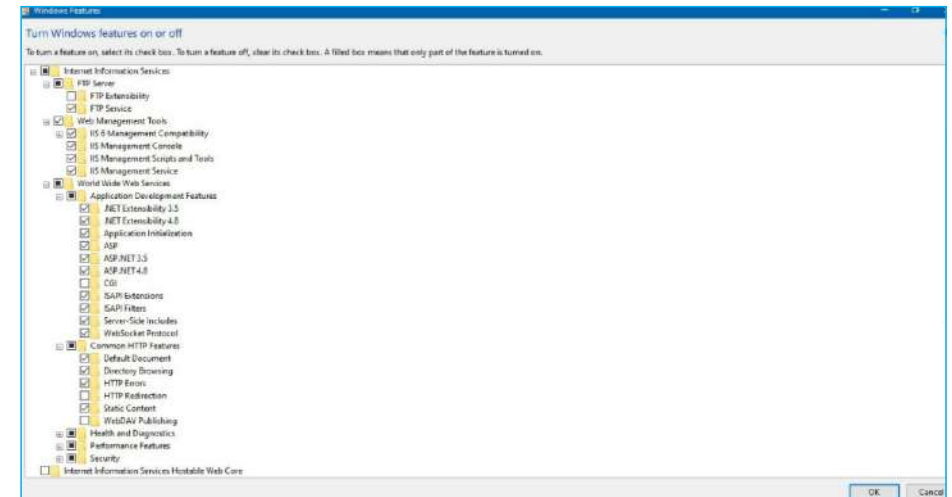 Windows Features
Turn Windows features on or off
To turn a feature on, select its check box. To turn a feature off, clear its check box. A filled box means that only part of the feature is turned on.
Internet Information Services
FTP Server
FTP Extensibility
FTP Service
Web Management Tools
IIS 6 Management Compatibility
IIS Management Console
IIS Management Scripts and Tools
IIS Management Service
World Wide Web Services
Application Development Features
.NET Extensibility 3.5
.NET Extensibility 4.8
Application Initialization
ASP
ASP.NET 3.5
ASP.NET 4.8
CGI
ISAPI Extensions
ISAPI Filters
Server-Side Includes
WebSocket Protocol
Common HTTP Features
Default Document
Directory Browsing
HTTP Errors
HTTP Redirection
Static Content
WebDAV Publishing
Health and Diagnostics
Performance Features
Security
Internet Information Services Hostable Web Core
OK Cancel